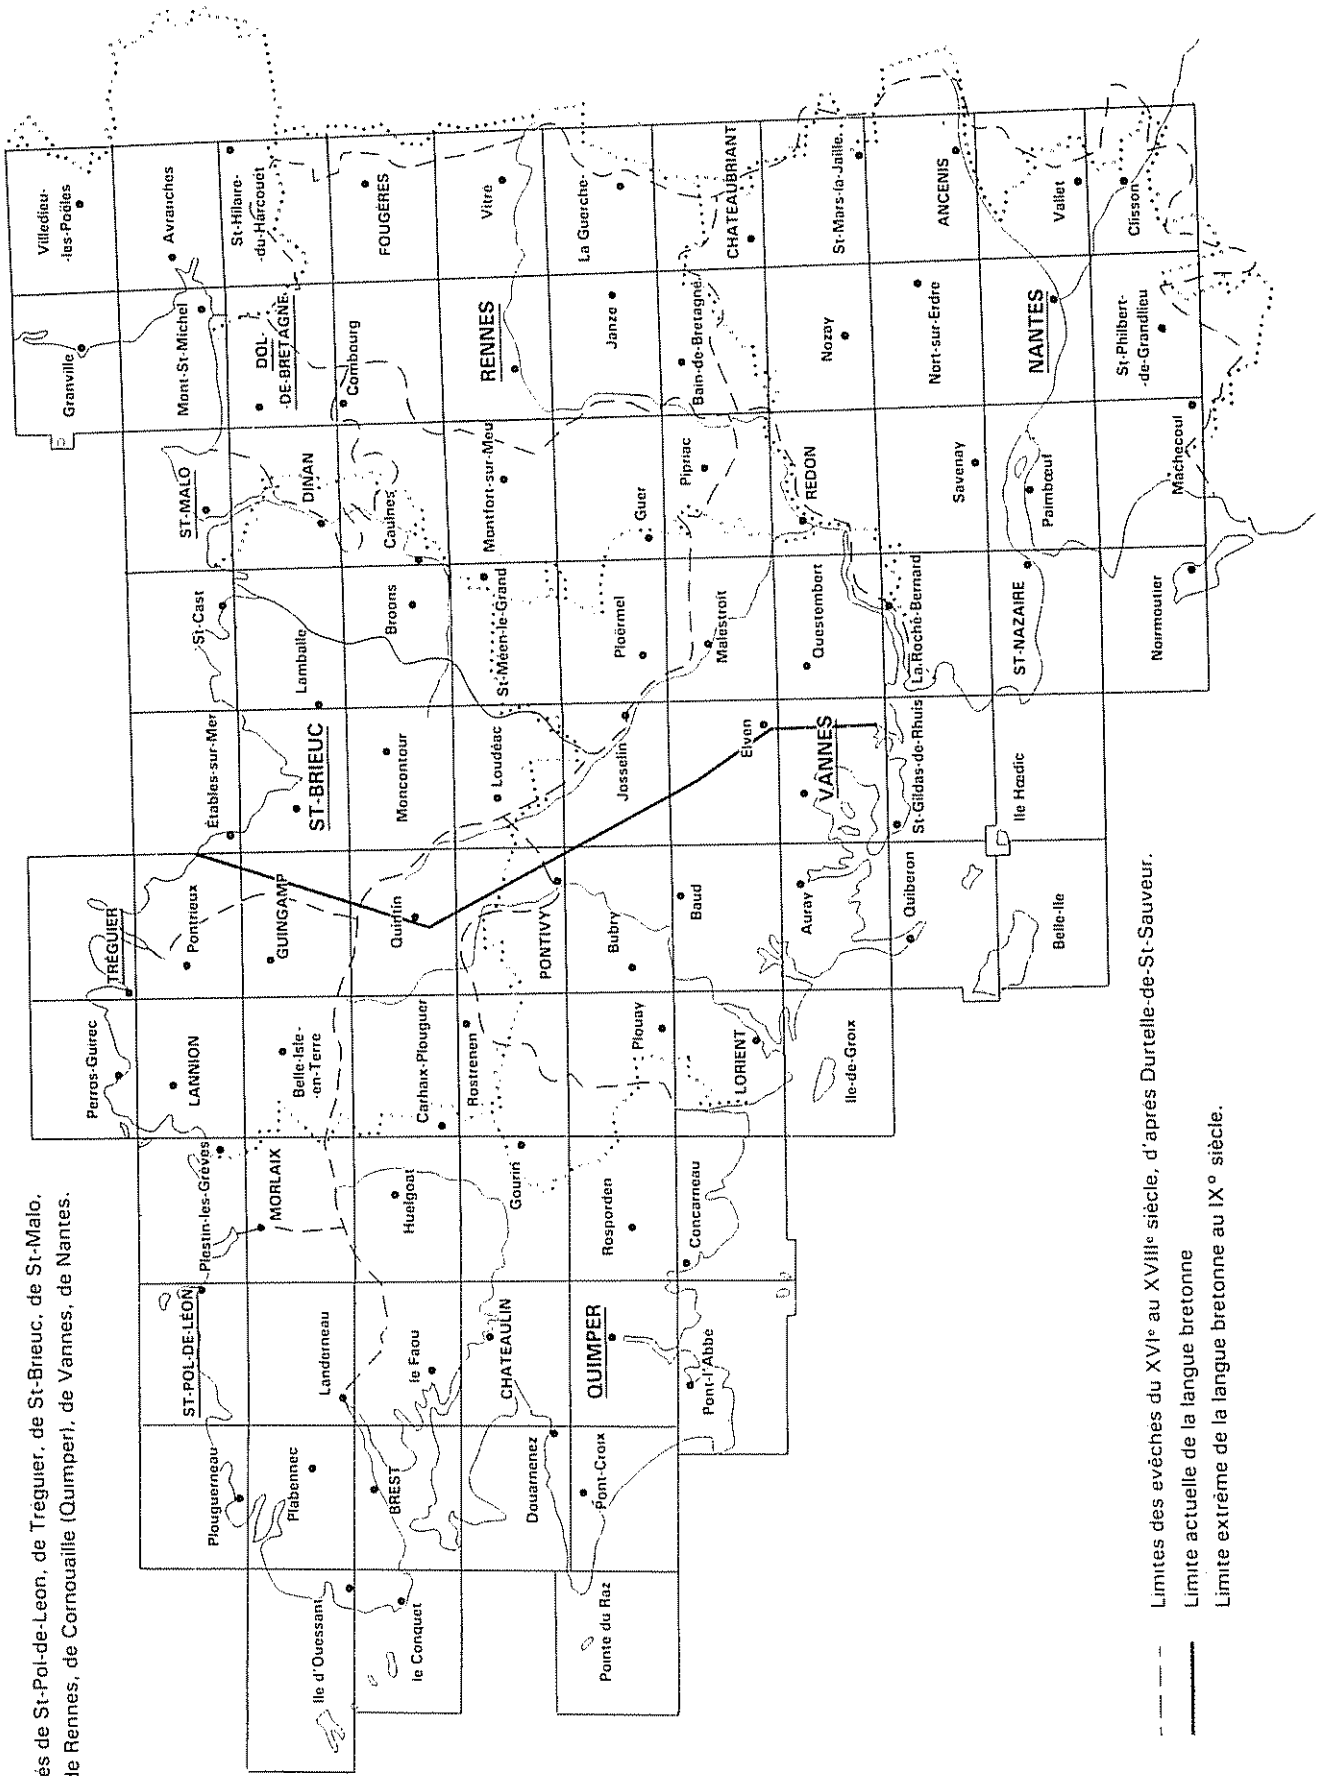 és de St-Pol-de-Léon, de Tréguier, de St-Brieuc, de St-Malo,
de Rennes, de Cornouaille (Quimper), de Vannes, de Nantes.
Villedieu-
-les-Poëles
Granville
Avranches
Mont-St-Michel
St-Hilaire-
-du-Harcouët
DOL-
-DE-BRETAGNE
ST-MALO
St-Cast
Étables-sur-Mer
TRÉGUIER
Pontrieux
Perros-Guirec
LANNION
Plestin-les-Grèves
ST-POL-DE-LÉON
Plouguerneau
FOUGÈRES
Combourg
DINAN
Caulnes
Lamballe
ST-BRIEUC
GUINGAMP
Belle-Isle-
-en-Terre
MORLAIX
Landerneau
Plabennec
Ile d'Ouessant
Vitré
RENNES
Montfort-sur-Meu
Broons
Moncontour
Quintin
Carhaix-Plouguer
Huelgoat
le Faou
BREST
le Conquet
La Guerche-
Janzé
Guer
St-Méen-le-Grand
Loudéac
PONTIVY
Rostrenen
Gourin
CHATEAULIN
Douarnenez
CHATEAUBRIANT
Bain-de-Bretagne
Pipriac
Ploërmel
Josselin
Bubry
Plouay
Rosporden
QUIMPER
Pont-Croix
Pointe du Raz
St-Mars-la-Jaille
Nozay
REDON
Malestroit
Questembert
Elven
VANNES
Baud
Auray
LORIENT
Concarneau
Pont-l'Abbé
ANCENIS
Nort-sur-Erdre
Savenay
La Roche-Bernard
St-Gildas-de-Rhuis
Quiberon
Ile-de-Groix
Vallet
NANTES
Paimbœuf
ST-NAZAIRE
Ile Hœdic
Belle-Ile
Clisson
St-Philbert-
-de-Grandlieu
Machecoul
Noirmoutier
Limites des evêchés du XVIe au XVIIIe siècle, d'après Durtelle-de-St-Sauveur.
Limite actuelle de la langue bretonne
Limite extrême de la langue bretonne au IX° siècle.